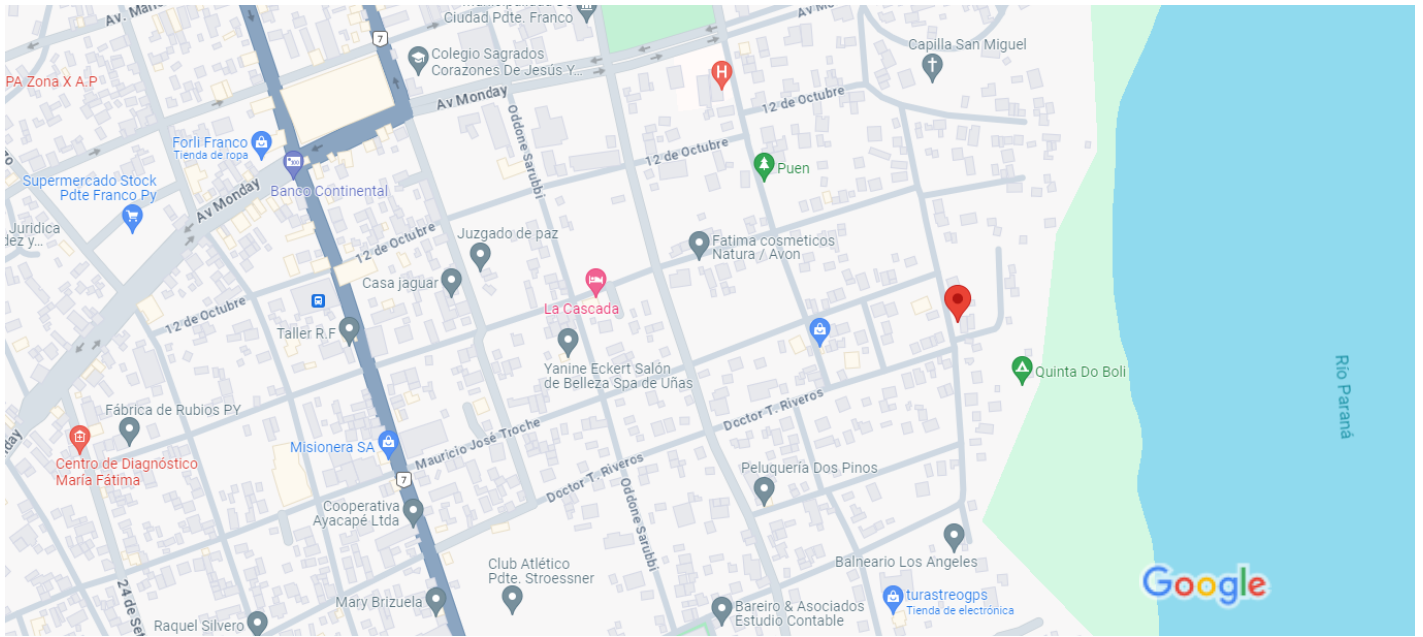 Ciudad Pdte. Franco
7
Colegio Sagrados
Corazones De Jesús Y...
Capilla San Miguel
H
PA Zona X A.P
Av Monday
Oddone Sarubbi
12 de Octubre
Forli Franco
Tienda de ropa
12 de Octubre
Puen
Banco Continental
Supermercado Stock
Pdte Franco Py
Av Monday
Juridica
dez y...
12 de Octubre
Juzgado de paz
Fatima cosmeticos
Natura / Avon
Casa jaguar
La Cascada
12 de Octubre
Taller R.F
Yanine Eckert Salón
de Belleza Spa de Uñas
Quinta Do Boli
Río Paraná
Doctor T. Riveros
Fábrica de Rubios PY
Misionera SA
Mauricio José Troche
Centro de Diagnóstico
María Fátima
Peluquería Dos Pinos
7
Doctor T. Riveros
Oddone Sarubbi
Cooperativa
Ayacapé Ltda
Balneario Los Angeles
Club Atlético
Pdte. Stroessner
Google
24 de Set
Mary Brizuela
turastreogps
Tienda de electrónica
Bareiro & Asociados
Estudio Contable
Raquel Silvero